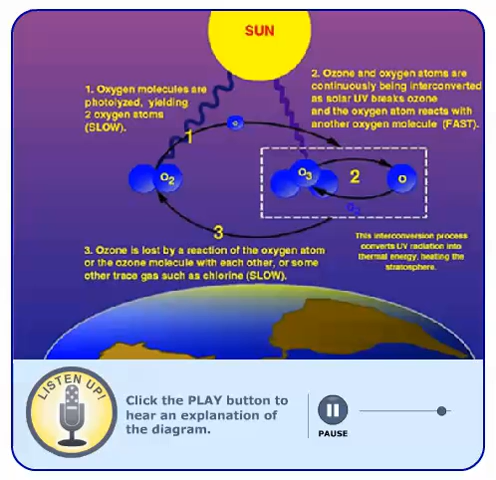 SUN
1. Oxygen molecules are
photolyzed, yielding
2 oxygen atoms
(SLOW).
2. Ozone and oxygen atoms are
continuously being interconverted
as solar UV breaks ozone
and the oxygen atom reacts with
another oxygen molecule (FAST).
1
O
O2
O3
2
O
O2
3
3. Ozone is lost by a reaction of the oxygen atom
or the ozone molecule with each other, or some
other trace gas such as chlorine (SLOW).
This interconversion process
converts UV radiation into
thermal energy, heating the
stratosphere.
LISTEN UP!
Click the PLAY button to
hear an explanation of
the diagram.
PAUSE